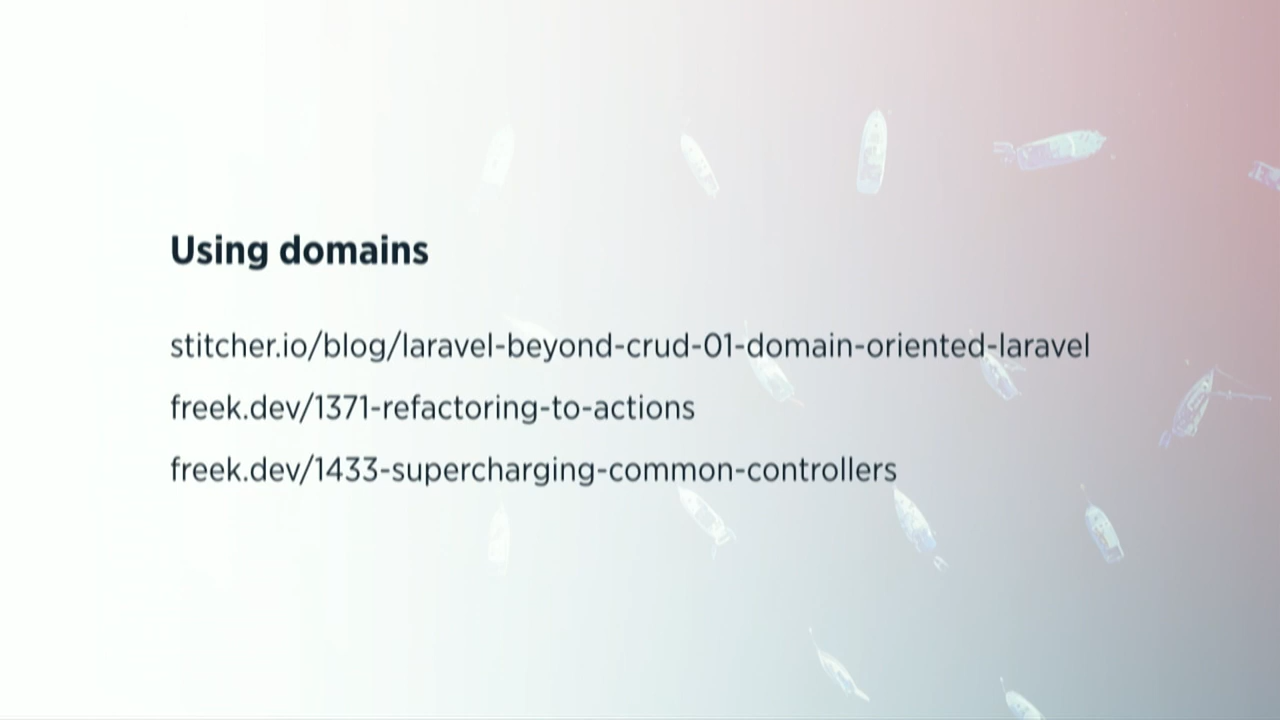 Using domains
stitcher.io/blog/laravel-beyond-crud-01-domain-oriented-laravel
freek.dev/1371-refactoring-to-actions
freek.dev/1433-supercharging-common-controllers